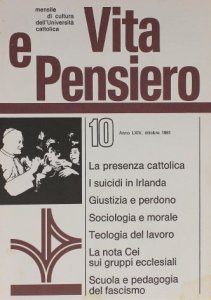 mensile
di cultura
dell'Università
cattolica
Vita
e Pensiero
10
Anno LXIV, ottobre 1981
La presenza cattolica
I suicidi in Irlanda
Giustizia e perdono
Sociologia e morale
Teologia del lavoro
La nota Cei
sui gruppi ecclesiali
Scuola e pedagogia
del fascismo